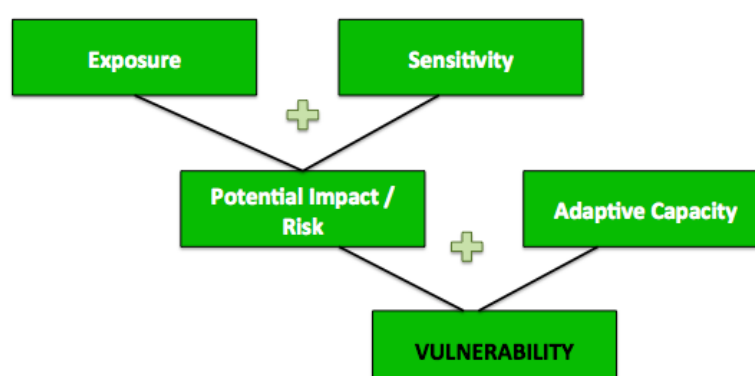 Exposure
Sensitivity
Potential Impact /
Risk
Adaptive Capacity
VULNERABILITY